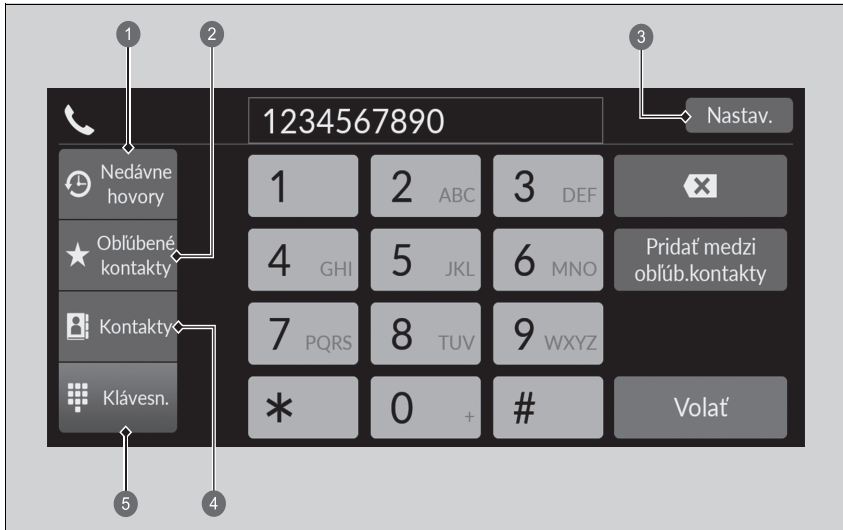 1
2
3
1234567890
Nastav.
Nedávne
hovory
Obľúbené
kontakty
Kontakty
Klávesn.
1
2 ABC
3 DEF
4 GHI
5 JKL
6 MNO
Pridať medzi
obľúb.kontakty
7 PQRS
8 TUV
9 WXYZ
*
0 +
#
Volať
5
4